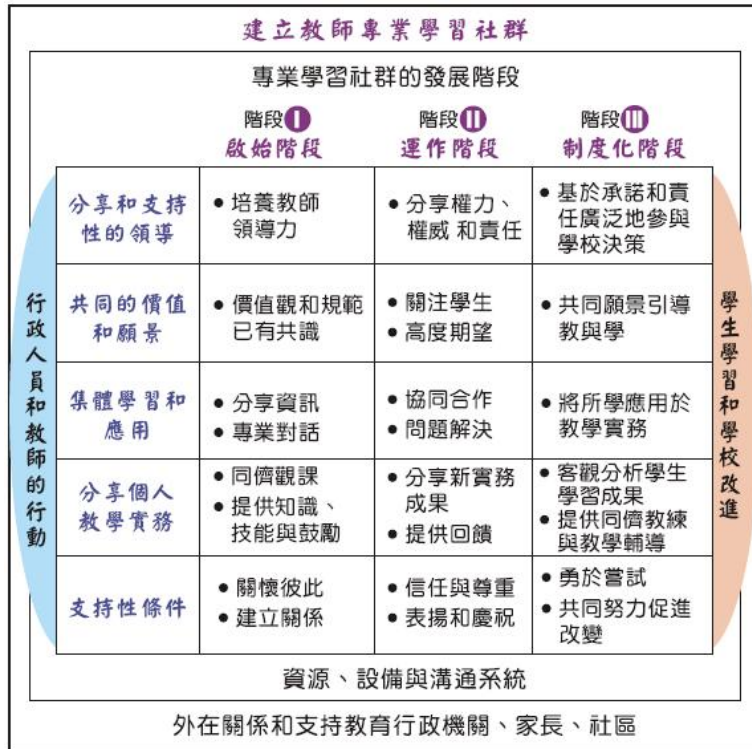 建立教師專業學習社群
專業學習社群的發展階段
階段I 階段II 階段III
啟始階段 運作階段 制度化階段
行政人員和教師的行動
分享和支持
性的領導
• 培養教師
領導力
• 分享權力、
權威 和責任
• 基於承諾和責
任廣泛地參與
學校決策
共同的價值
和願景
• 價值觀和規範
已有共識
• 關注學生
• 高度期望
• 共同願景引導
教與學
集體學習和
應用
• 分享資訊
• 專業對話
• 協同合作
• 問題解決
• 將所學應用於
教學實務
分享個人
教學實務
• 同儕觀課
• 提供知識、
技能與鼓勵
• 分享新實務
成果
• 提供回饋
• 客觀分析學生
學習成果
• 提供同儕教練
與教學輔導
支持性條件
• 關懷彼此
• 建立關係
• 信任與尊重
• 表揚和慶祝
• 勇於嘗試
• 共同努力促進
改變
學生學習和學校改進
資源、設備與溝通系統
外在關係和支持教育行政機關、家長、社區